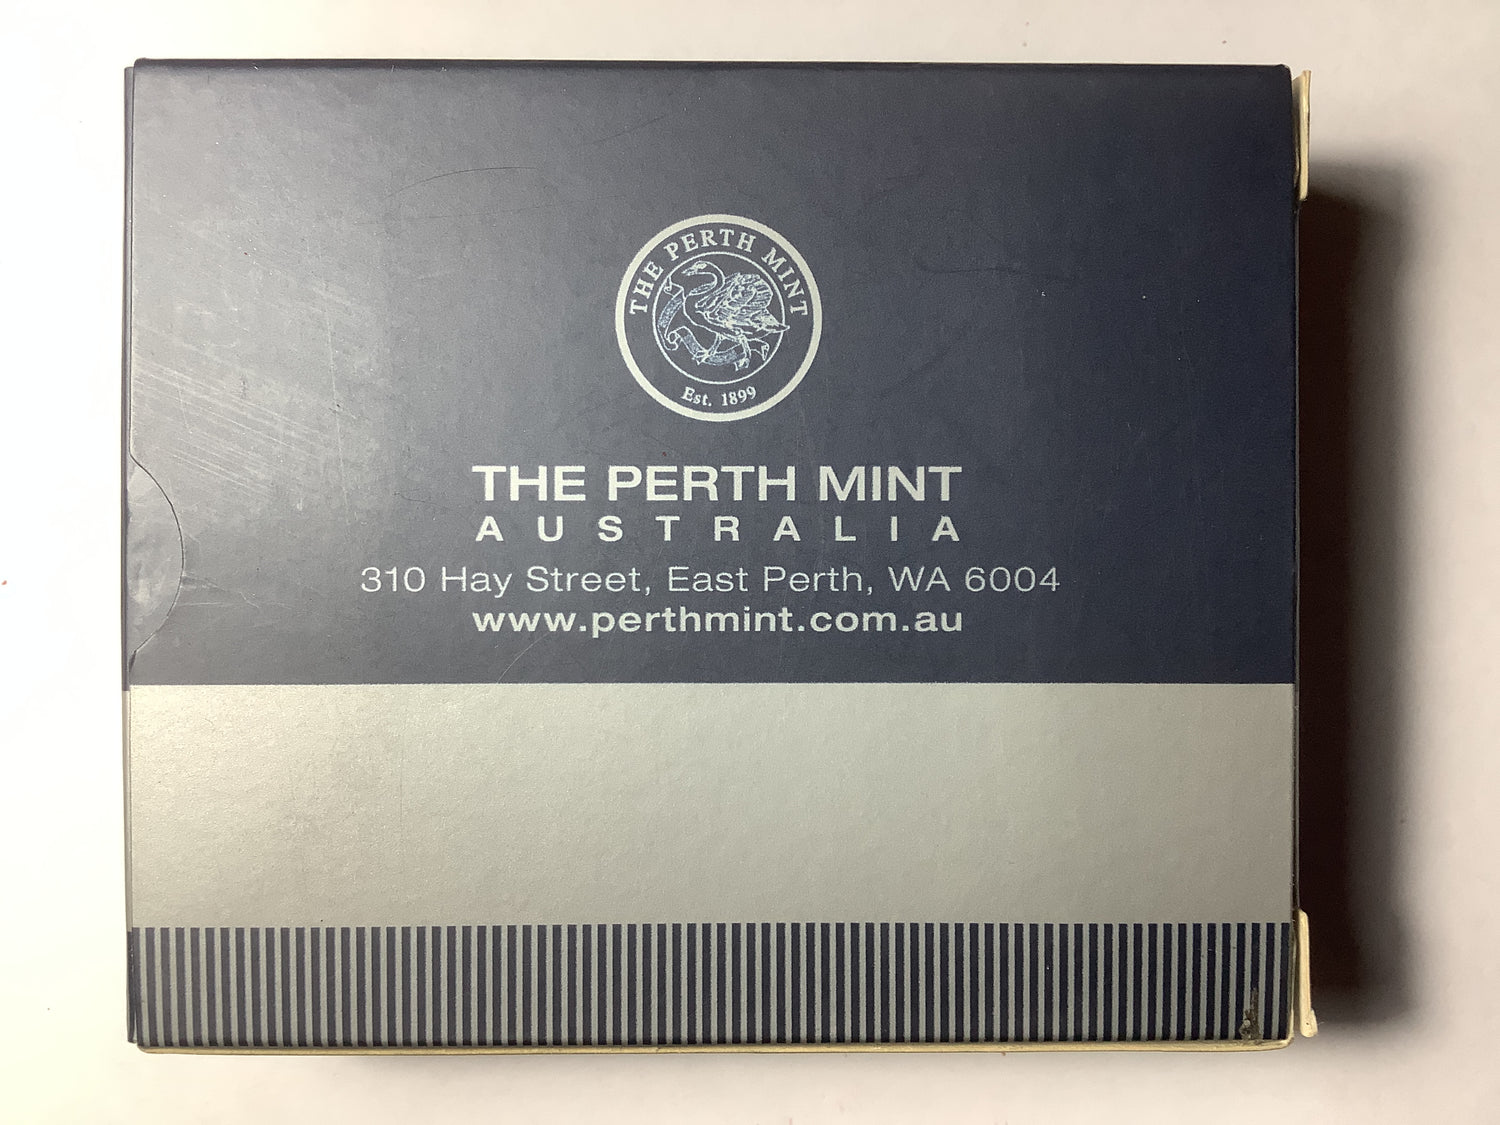 THE PERTH MINT
Est. 1899
THE PERTH MINT
AUSTRALIA
310 Hay Street, East Perth, WA 6004
www.perthmint.com.au